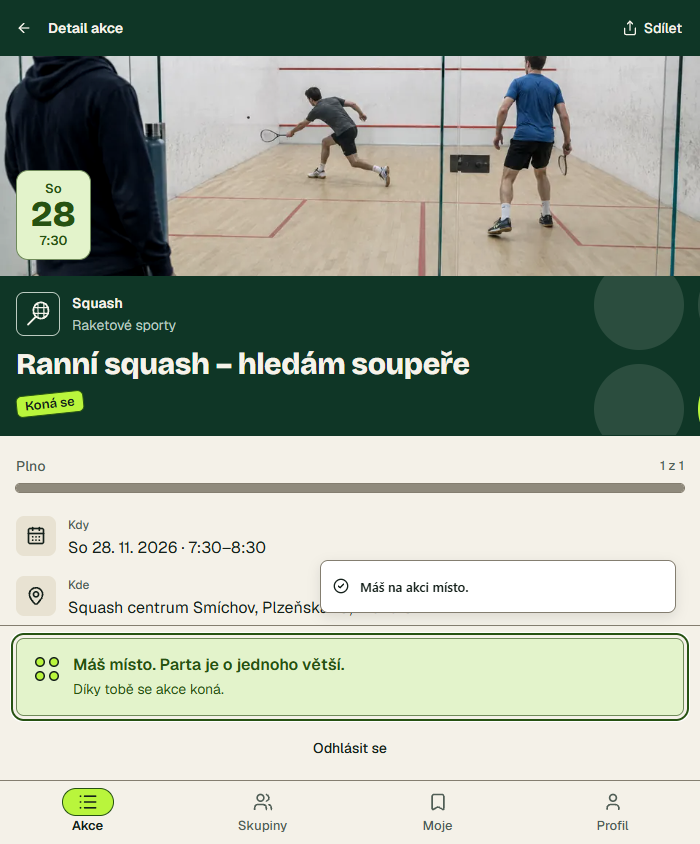 Detail akce
Sdílet
So
28
7:30
Squash
Raketové sporty
Ranní squash – hledám soupeře
Koná se
Plno
1 z 1
Kdy
So 28. 11. 2026 · 7:30–8:30
Kde
Squash centrum Smíchov,
Máš na akci místo.
Máš místo. Parta je o jednoho větší.
Díky tobě se akce koná.
Odhlásit se
Akce
Skupiny
Moje
Profil